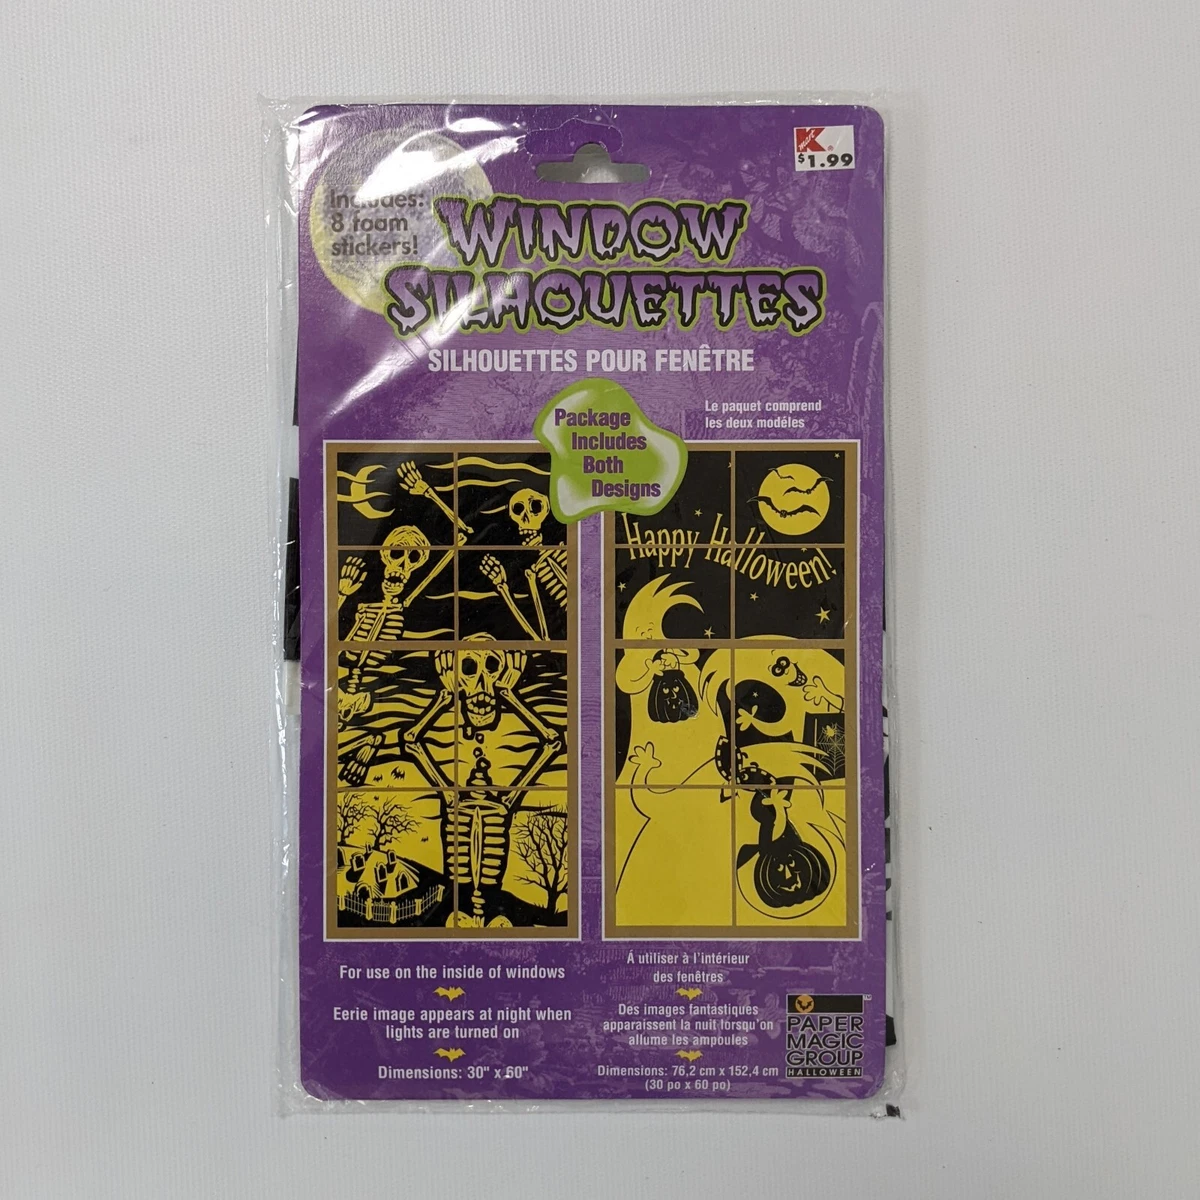 K
mart
$1.99
Includes:
8 foam
stickers!
WINDOW
SILHOUETTES
SILHOUETTES POUR FENÊTRE
Package
Includes
Both
Designs
Le paquet comprend
les deux modéles
Happy Halloween!
For use on the inside of windows
Eerie image appears at night when
lights are turned on
Dimensions: 30" x 60"
Á utiliser à l'intérieur
des fenêtres
Des images fantastiques
apparaissent la nuit lorsqu'on
allume les ampoules
Dimensions: 76,2 cm x 152,4 cm
(30 po x 60 po)
TM
PAPER
MAGIC
GROUP
HALLOWEEN